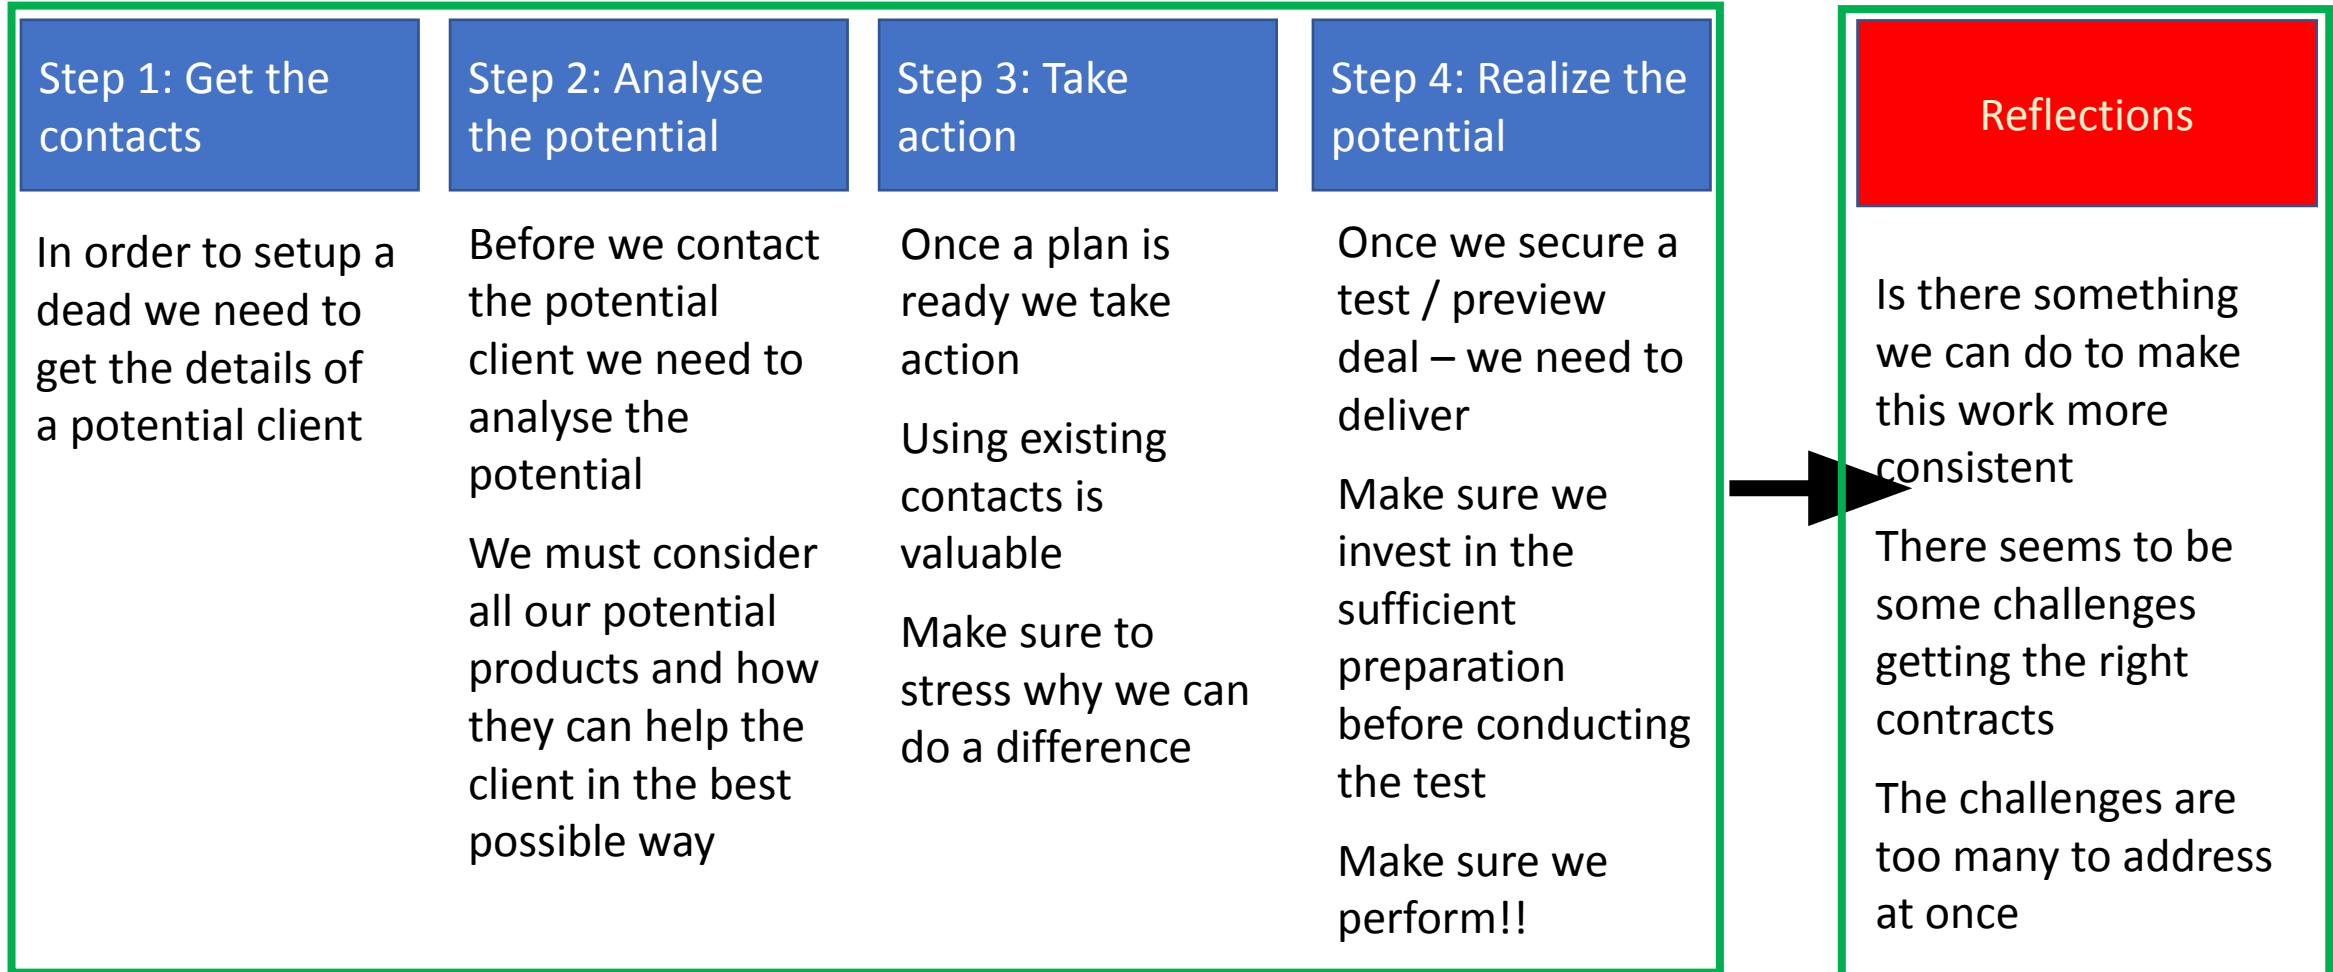 Step 1: Get the
contacts
In order to setup a
dead we need to
get the details of
a potential client
Step 2: Analyse
the potential
Before we contact
the potential
client we need to
analyse the
potential
We must consider
all our potential
products and how
they can help the
client in the best
possible way
Step 3: Take
action
Once a plan is
ready we take
action
Using existing
contacts is
valuable
Make sure to
stress why we can
do a difference
Step 4: Realize the
potential
Once we secure a
test / preview
deal – we need to
deliver
Make sure we
invest in the
sufficient
preparation
before conducting
the test
Make sure we
perform!!
Reflections
Is there something
we can do to make
this work more
consistent
There seems to be
some challenges
getting the right
contracts
The challenges are
too many to address
at once